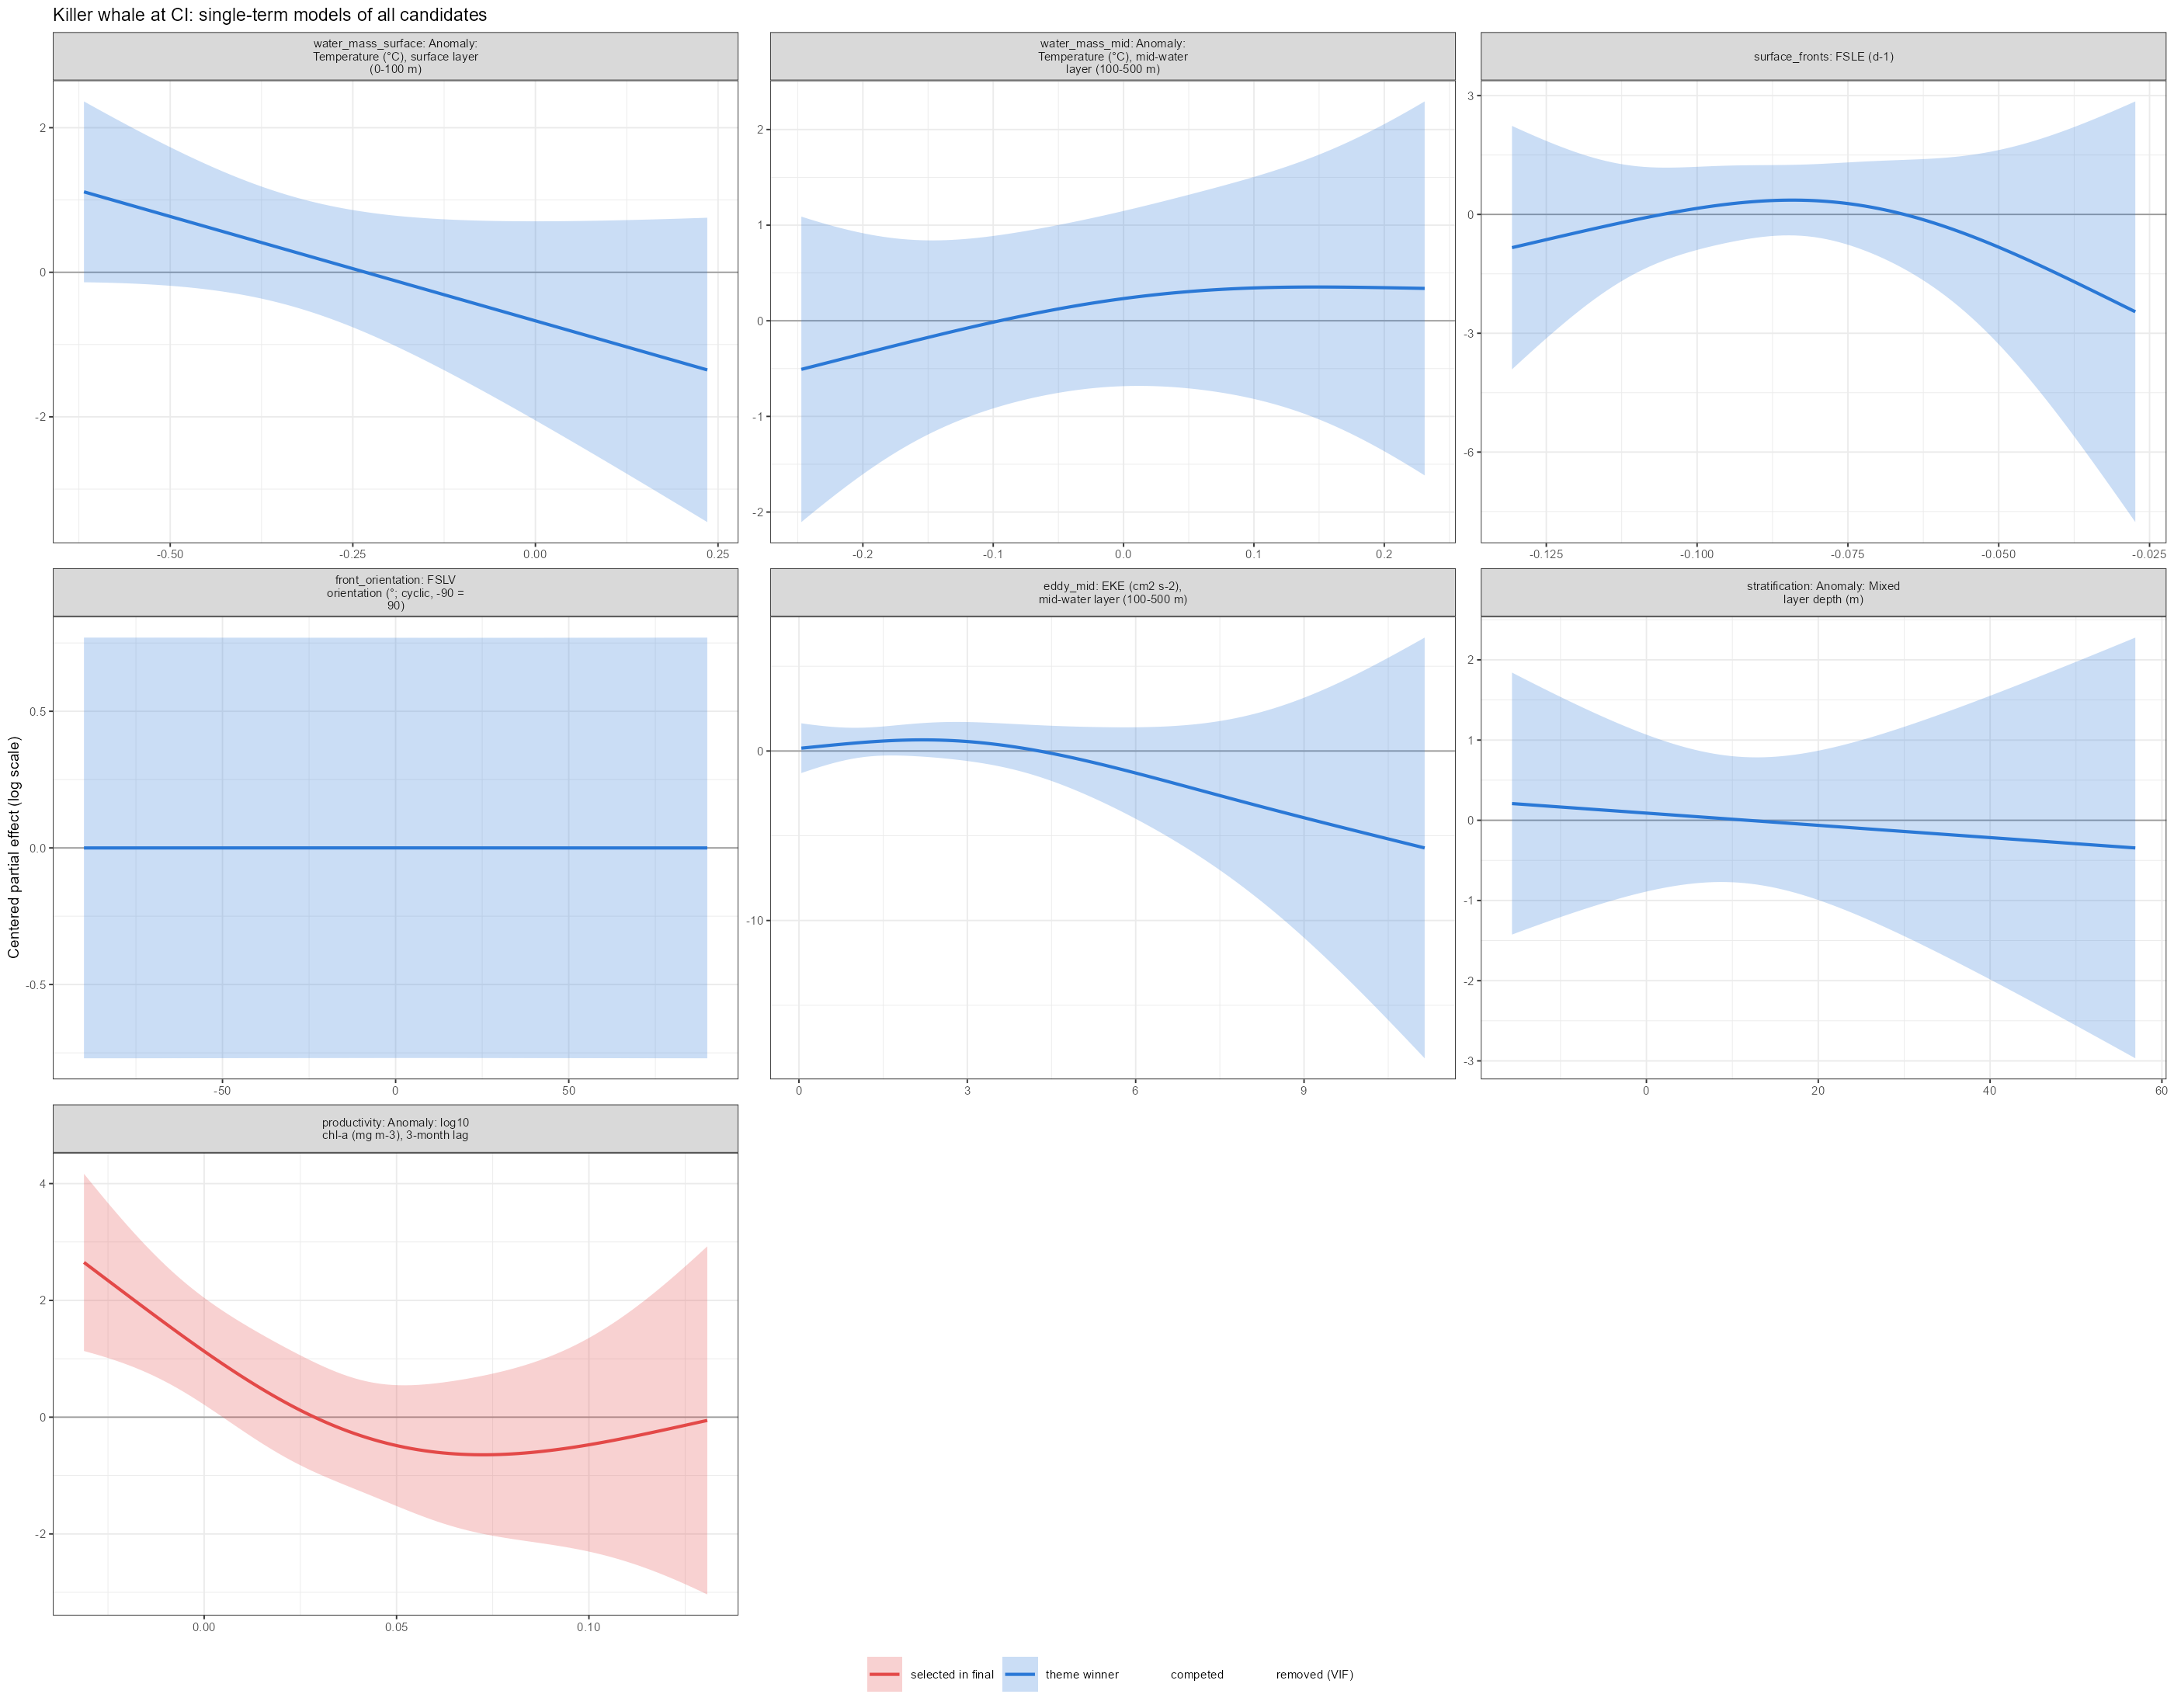 Killer whale at CI: single-term models of all candidates
water_mass_surface: Anomaly:
Temperature (°C), surface layer
(0-100 m)
water_mass_mid: Anomaly:
Temperature (°C), mid-water
layer (100-500 m)
surface_fronts: FSLE (d-1)
2
0
-2
-0.50
-0.25
0.00
0.25
2
1
0
-1
-2
-0.2
-0.1
0.0
0.1
0.2
3
0
-3
-6
-0.125
-0.100
-0.075
-0.050
-0.025
front_orientation: FSLV
orientation (°; cyclic, -90 =
90)
eddy_mid: EKE (cm2 s-2),
mid-water layer (100-500 m)
stratification: Anomaly: Mixed
layer depth (m)
Centered partial effect (log scale)
0.5
0.0
-0.5
-50
0
50
0
-10
0
3
6
9
2
1
0
-1
-2
-3
0
20
40
60
productivity: Anomaly: log10
chl-a (mg m-3), 3-month lag
4
2
0
-2
0.00
0.05
0.10
selected in final
theme winner
competed
removed (VIF)